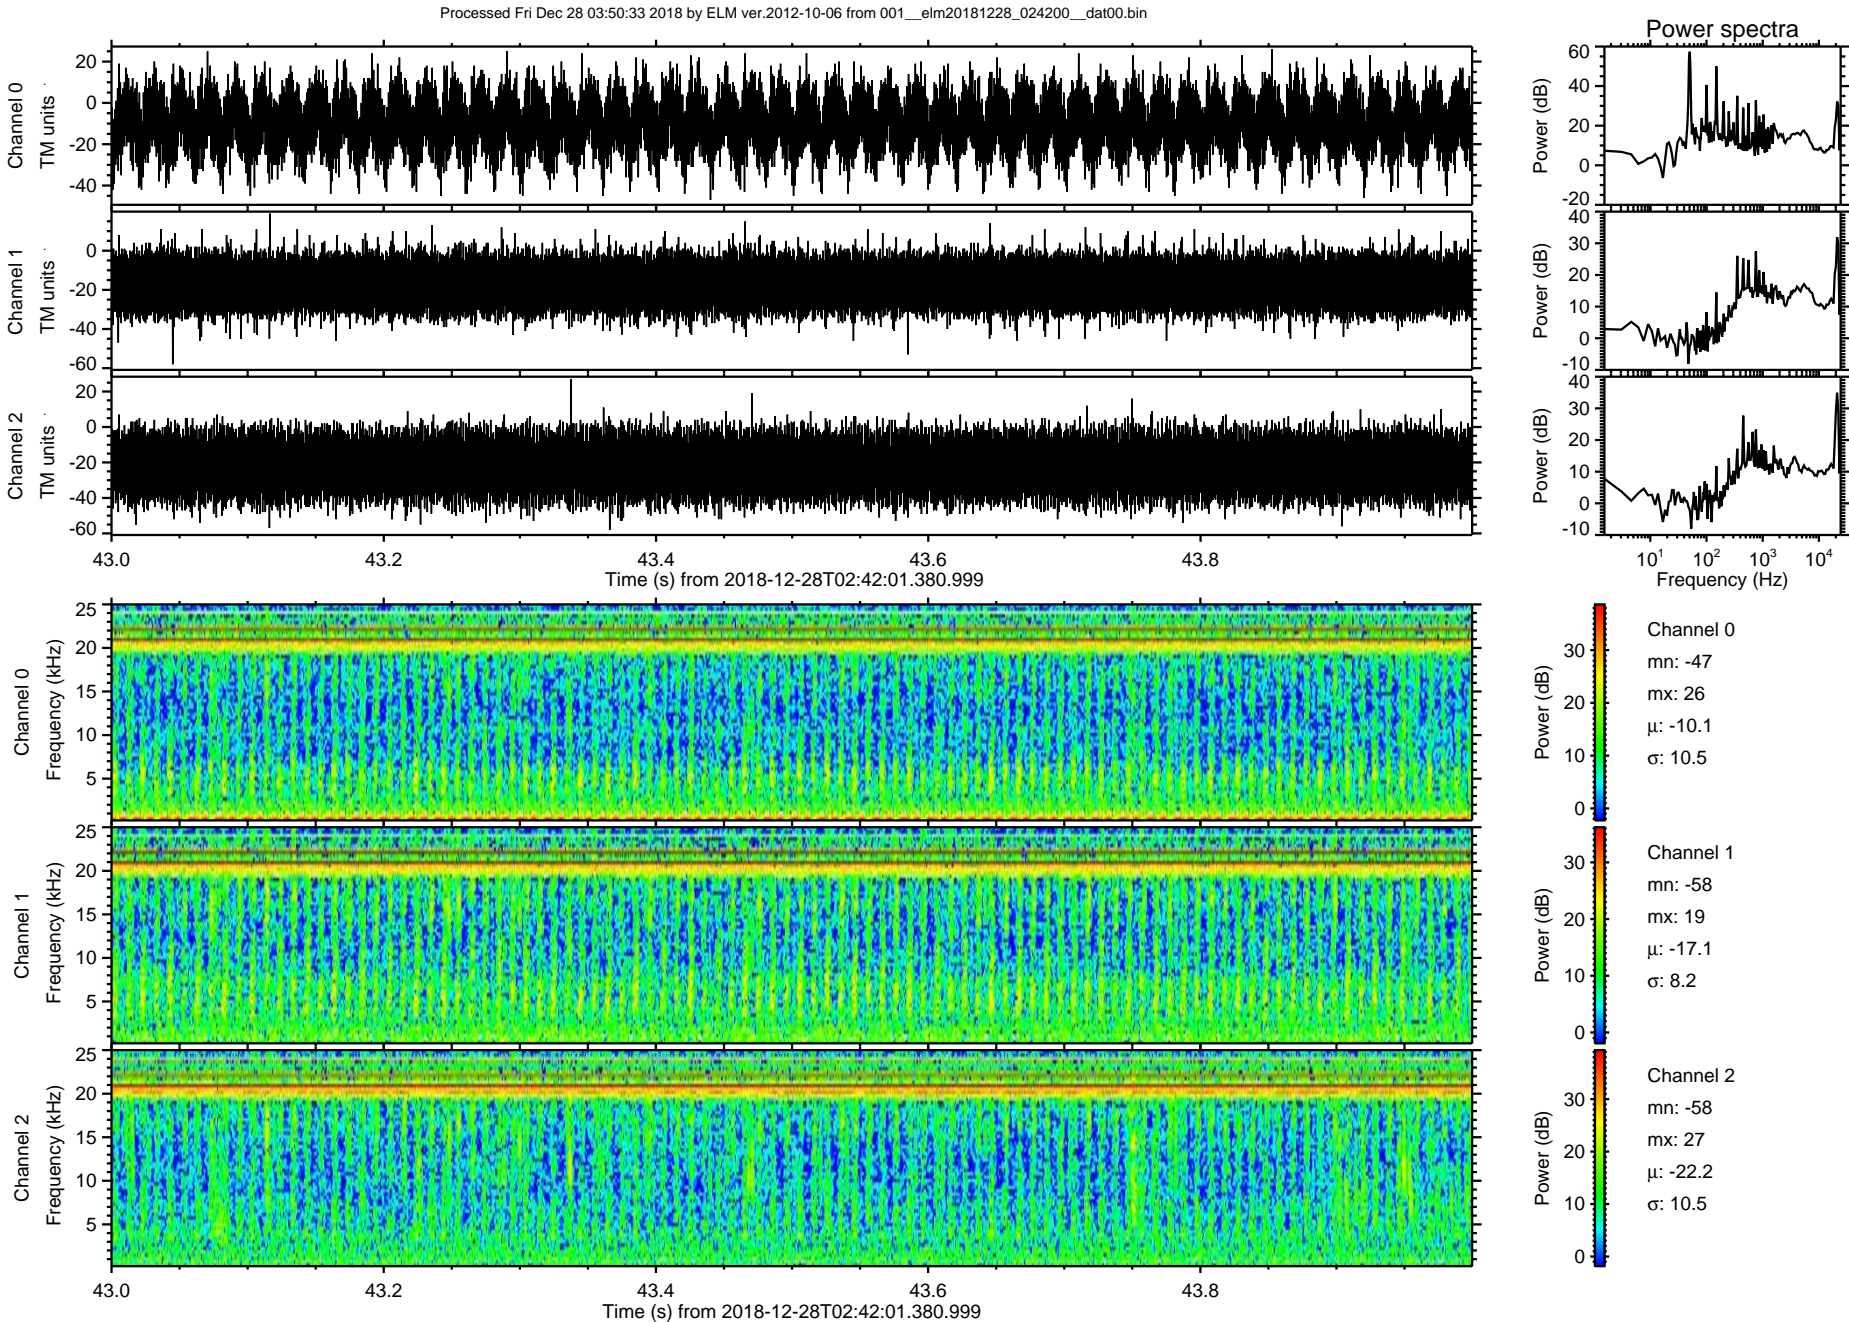 Processed Fri Dec 28 03:50:33 2018 by ELM ver.2012-10-06 from 001__elm20181228_024200__dat00.bin
Power spectra
Channel 0
TM units
20
0
-20
-40
Power (dB)
60
40
20
0
-20
Channel 1
TM units
0
-20
-40
-60
Power (dB)
40
30
20
10
0
-10
Channel 2
TM units
20
0
-20
-40
-60
Power (dB)
40
30
20
10
0
-10
43.0 43.2 43.4 43.6 43.8
Time (s) from 2018-12-28T02:42:01.380.999
10^1 10^2 10^3 10^4
Frequency (Hz)
Channel 0
Frequency (kHz)
25
20
15
10
5
Power (dB)
30
20
10
0
Channel 0
mn: -47
mx: 26
μ: -10.1
σ: 10.5
Channel 1
Frequency (kHz)
25
20
15
10
5
Power (dB)
30
20
10
0
Channel 1
mn: -58
mx: 19
μ: -17.1
σ: 8.2
Channel 2
Frequency (kHz)
25
20
15
10
5
Power (dB)
30
20
10
0
Channel 2
mn: -58
mx: 27
μ: -22.2
σ: 10.5
43.0 43.2 43.4 43.6 43.8
Time (s) from 2018-12-28T02:42:01.380.999